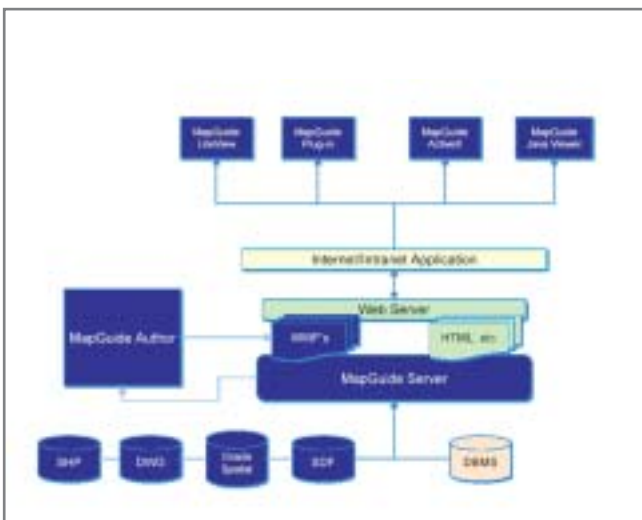 MapGuide
LiteView
MapGuide
Plug-in
MapGuide
ActiveX
MapGuide
Java Viewer
Internet/Intranet Application
Web Server
MapGuide Author
MWF's
HTML, etc
MapGuide Server
SHP
DWG
Oracle
Spatial
SDF
DBMS